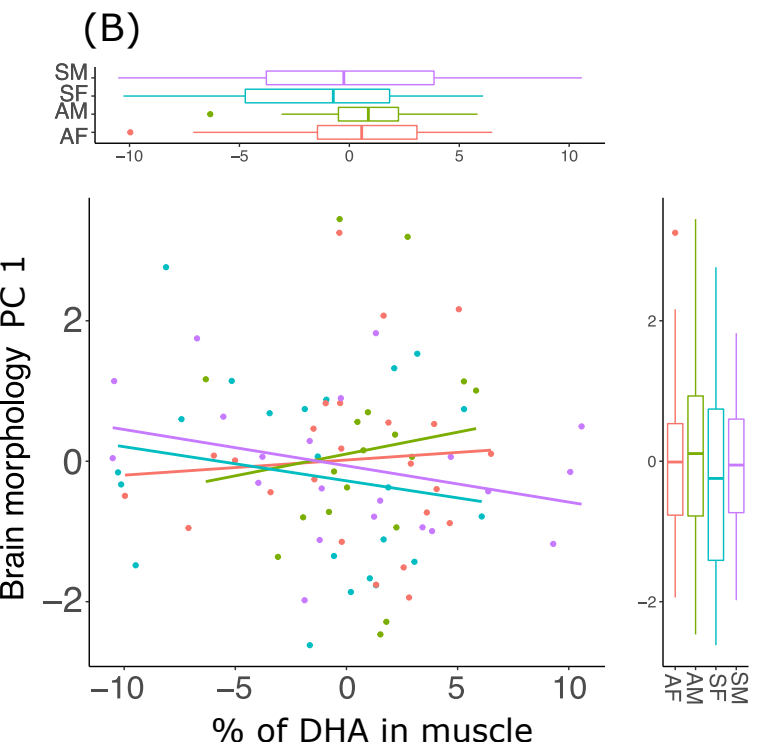 (B)
SM
SF
AM
AF
−10 −5 0 5 10
Brain morphology PC 1
2
0
−2
−10 −5 0 5 10
% of DHA in muscle
2
0
−2
AF AM SF SM